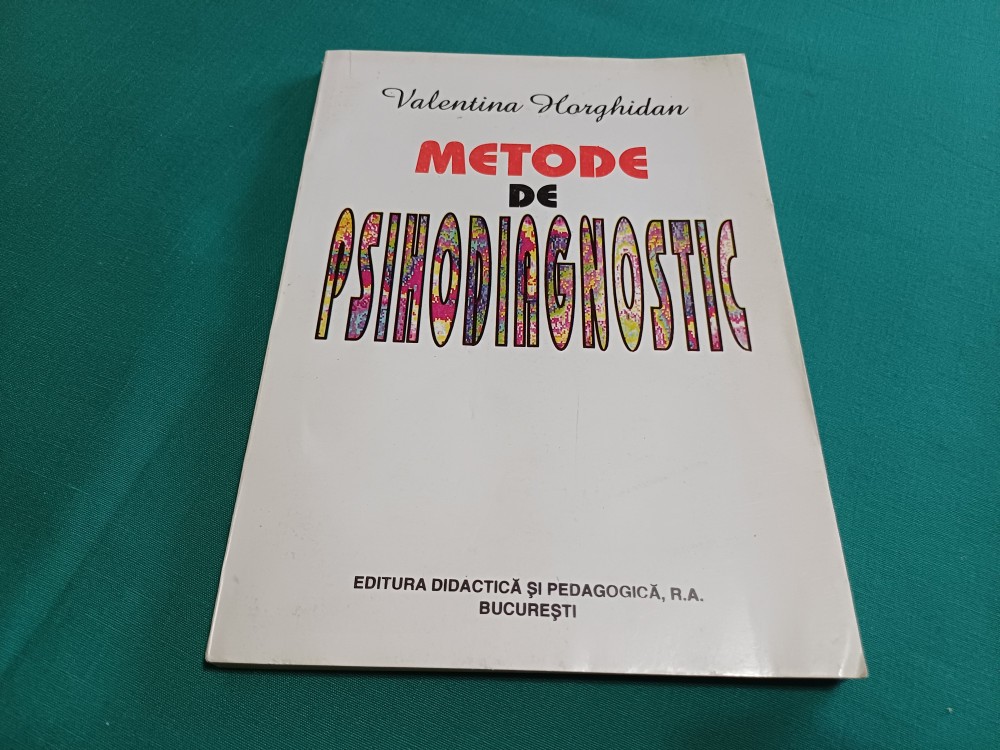 Valentina Horghidan
METODE
DE
PSIHODIAGNOSTIC
EDITURA DIDACTICĂ ŞI PEDAGOGICĂ, R.A.
BUCUREŞTI